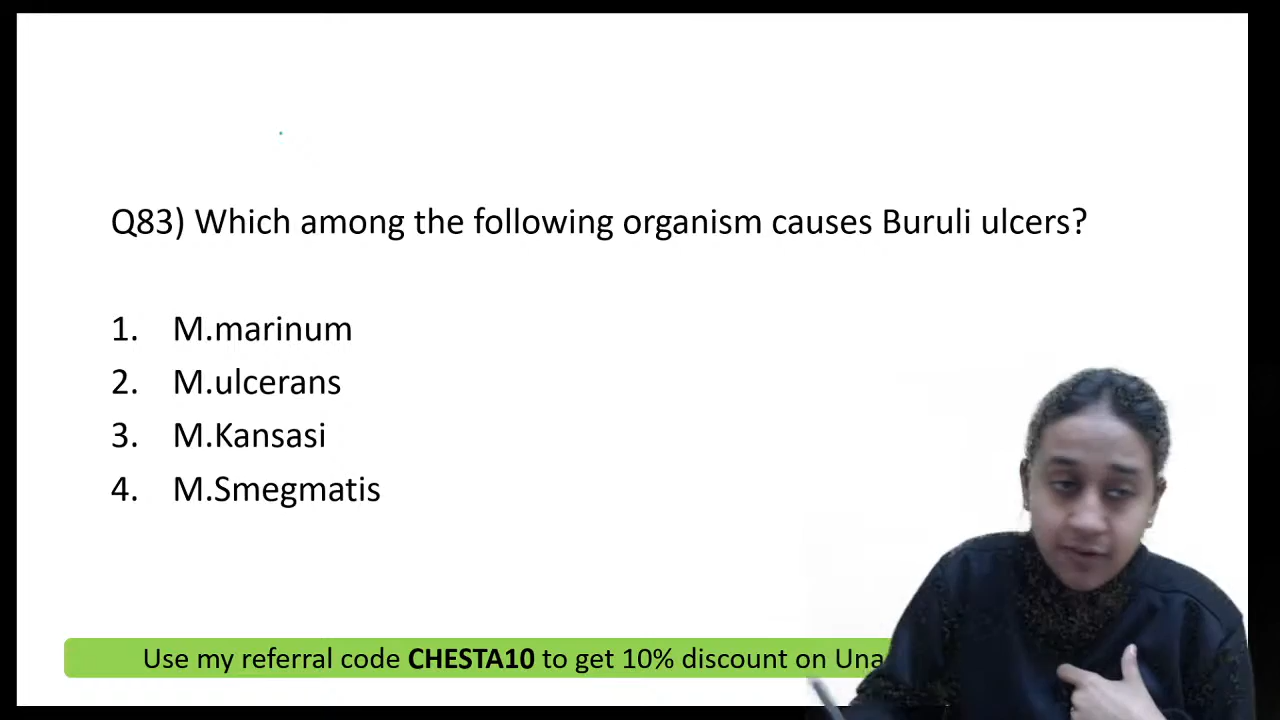 Q83) Which among the following organism causes Buruli ulcers?
1. M.marinum
2. M.ulcerans
3. M.Kansasi
4. M.Smegmatis
Use my referral code CHESTA10 to get 10% discount on